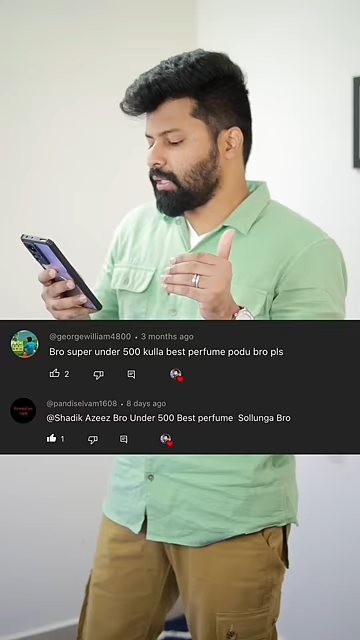 @georgewilliam4800 • 3 months ago
Bro super under 500 kulla best perfume podu bro pls
2
@pandiselvam1608 • 8 days ago
@Shadik Azeez Bro Under 500 Best perfume Sollunga Bro
1